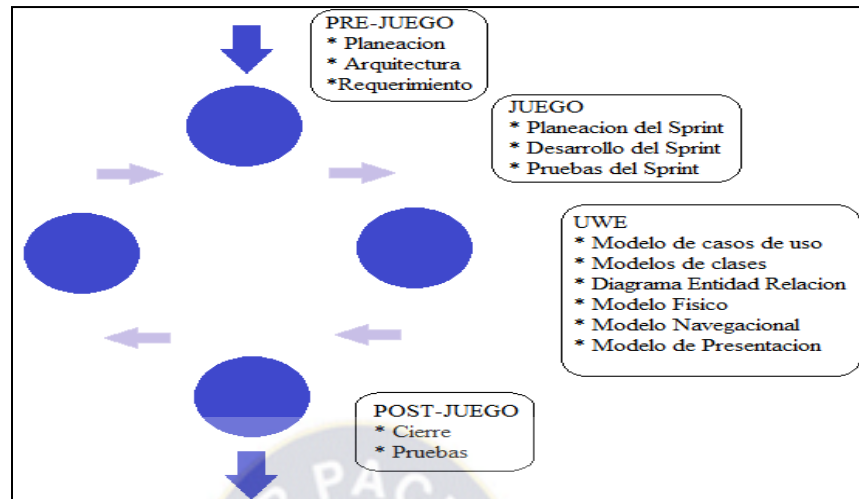 PRE-JUEGO
* Planeacion
* Arquitectura
*Requerimiento
JUEGO
* Planeacion del Sprint
* Desarrollo del Sprint
* Pruebas del Sprint
UWE
* Modelo de casos de uso
* Modelos de clases
* Diagrama Entidad Relacion
* Modelo Fisico
* Modelo Navegacional
* Modelo de Presentacion
POST-JUEGO
* Cierre
* Pruebas